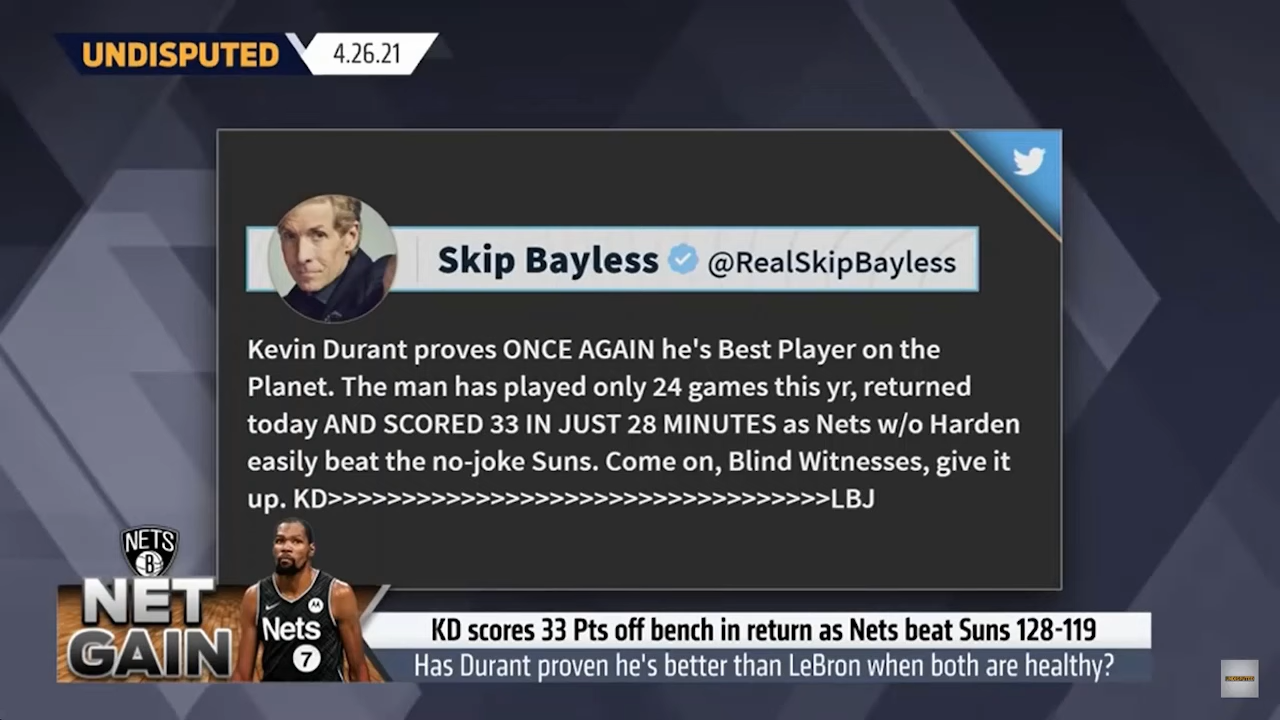 UNDISPUTED
4.26.21
Skip Bayless @RealSkipBayless
Kevin Durant proves ONCE AGAIN he's Best Player on the
Planet. The man has played only 24 games this yr, returned
today AND SCORED 33 IN JUST 28 MINUTES as Nets w/o Harden
easily beat the no-joke Suns. Come on, Blind Witnesses, give it
up. KD>>>>>>>>>>>>>>>>>>>>>>>>>>>>>>>>>>LBJ
NETS
B
NET
GAIN
Nets
7
KD scores 33 Pts off bench in return as Nets beat Suns 128-119
Has Durant proven he's better than LeBron when both are healthy?
UNDISPUTED